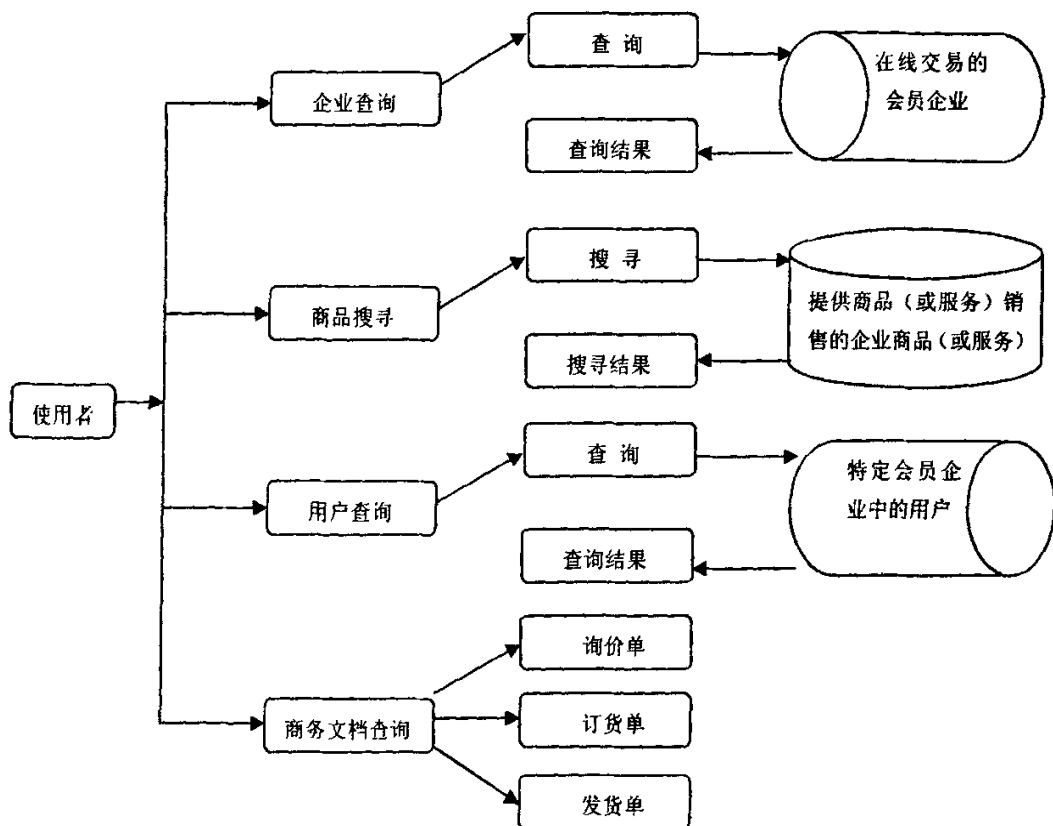 查 询
在线交易的
会员企业
企业查询
查询结果
搜 寻
提供商品（或服务）销
售的企业商品（或服务）
商品搜寻
搜寻结果
使用者
查 询
特定会员企
业中的用户
用户查询
查询结果
询价单
商务文档查询
订货单
发货单